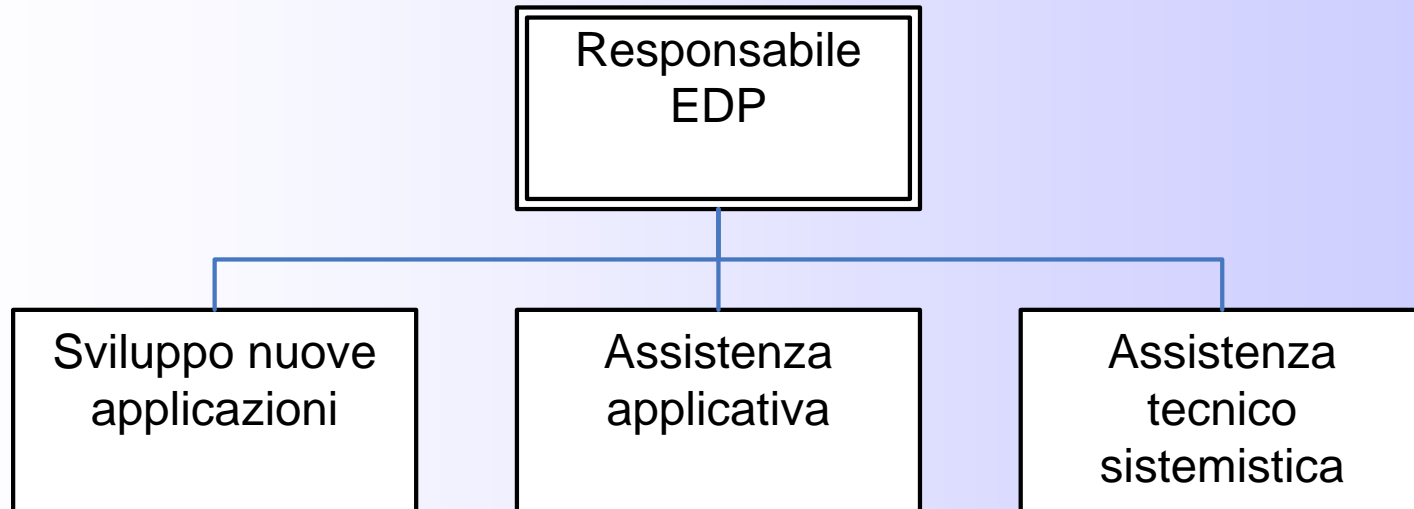 Responsabile
EDP
Sviluppo nuove
applicazioni
Assistenza
applicativa
Assistenza
tecnico
sistemistica